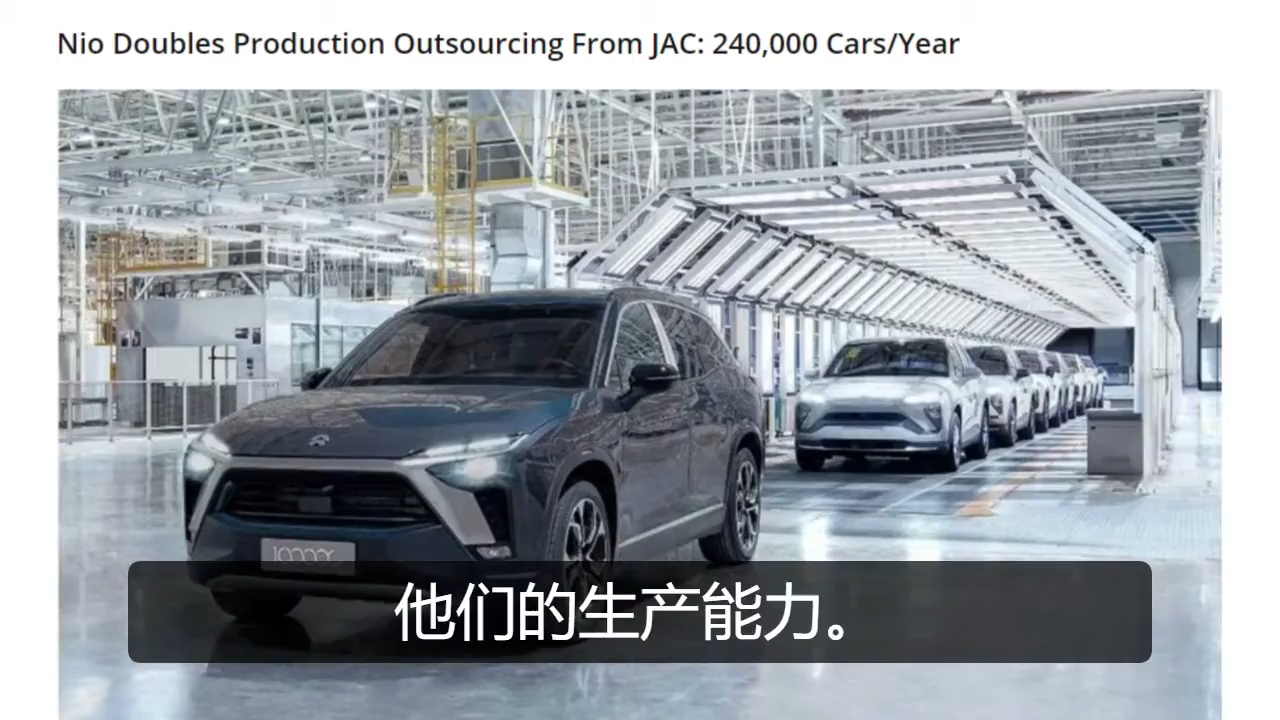 Nio Doubles Production Outsourcing From JAC: 240,000 Cars/Year
他们的生产能力。